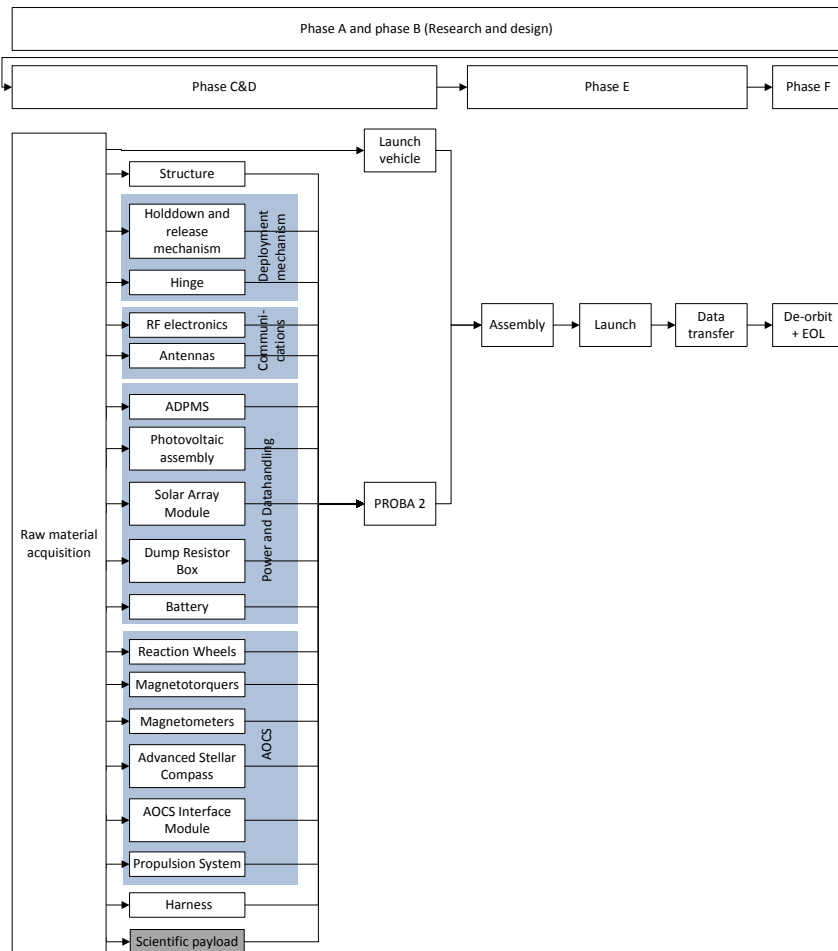 Phase A and phase B (Research and design)
Phase C&D
Phase E
Phase F
Raw material
acquisition
Launch
vehicle
Structure
Holddown and
release
mechanism
Hinge
Deployment
mechanism
RF electronics
Antennas
Communi-
cations
ADPMS
Photovoltaic
assembly
Solar Array
Module
Dump Resistor
Box
Battery
Power and Datahandling
Reaction Wheels
Magnetotorquers
Magnetometers
Advanced Stellar
Compass
AOCS Interface
Module
Propulsion System
AOCS
Harness
Scientific payload
PROBA 2
Assembly
Launch
Data
transfer
De-orbit
+ EOL